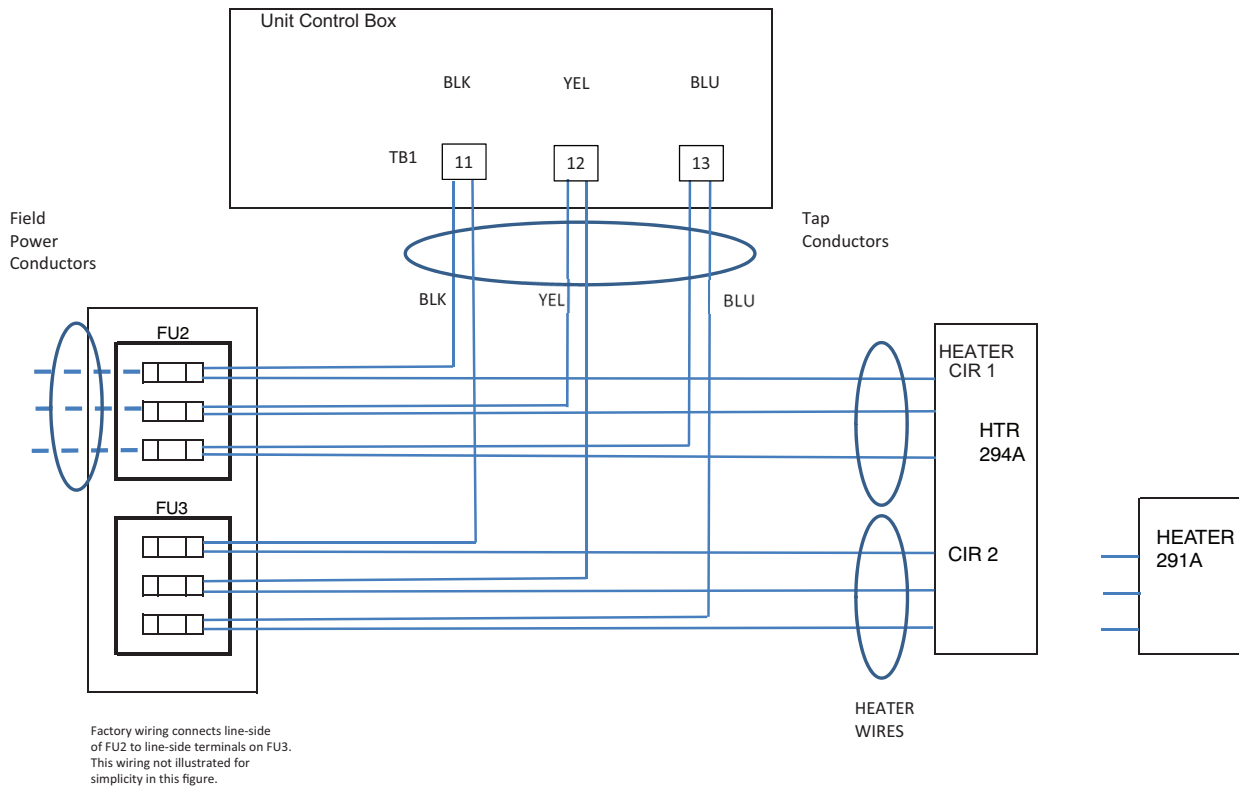 Unit Control Box
BLK YEL BLU
TB1 11 12 13
Field
Power
Conductors
Tap
Conductors
BLK YEL BLU
FU2
HEATER
CIR 1
HTR
294A
FU3
CIR 2
HEATER
291A
HEATER
WIRES
Factory wiring connects line-side
of FU2 to line-side terminals on FU3.
This wiring not illustrated for
simplicity in this figure.